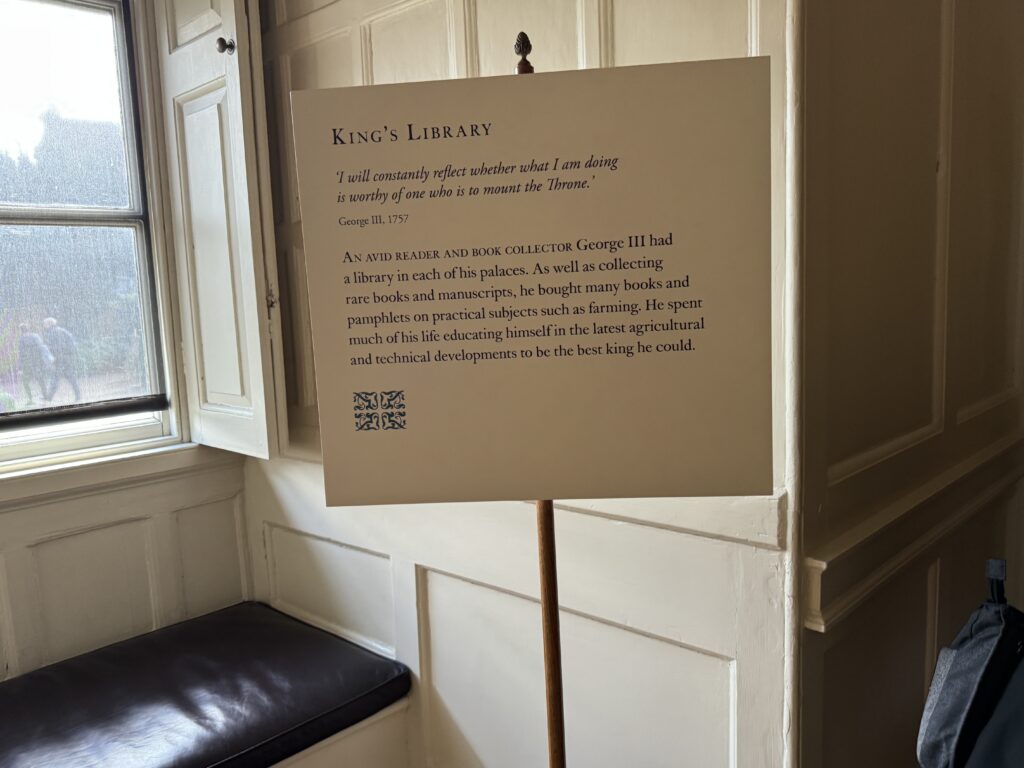 KING'S LIBRARY
'I will constantly reflect whether what I am doing
is worthy of one who is to mount the Throne.'
George III, 1757
AN AVID READER AND BOOK COLLECTOR George III had
a library in each of his palaces. As well as collecting
rare books and manuscripts, he bought many books and
pamphlets on practical subjects such as farming. He spent
much of his life educating himself in the latest agricultural
and technical developments to be the best king he could.